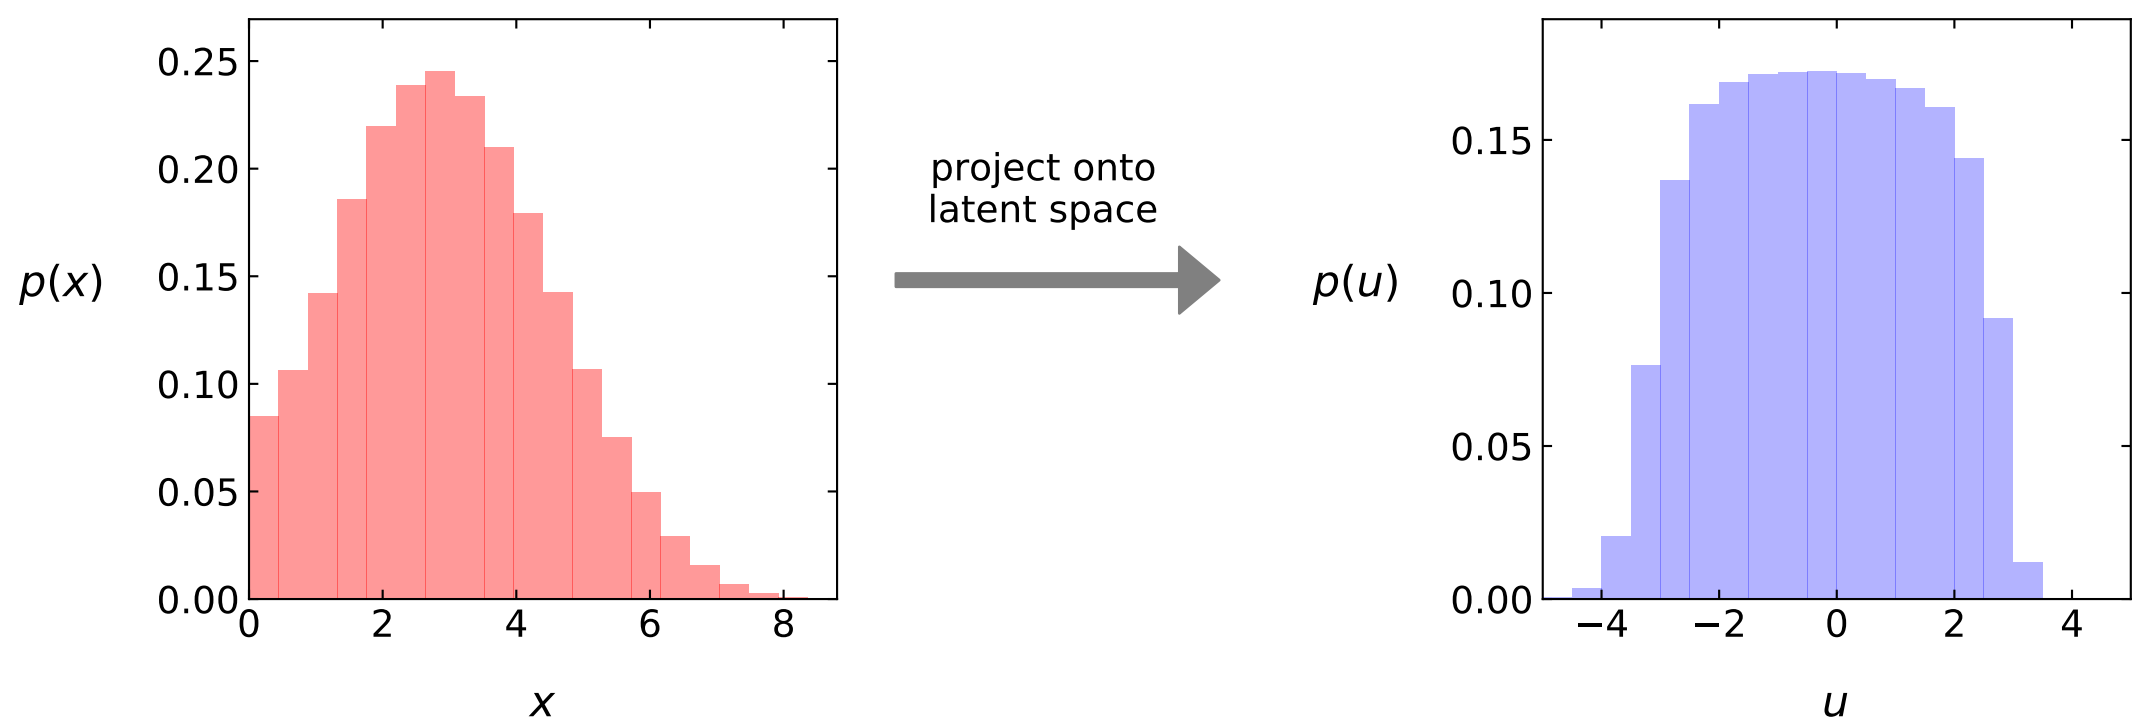 p(x)
0.25
0.20
0.15
0.10
0.05
0.00
0 2 4 6 8
x
project onto
latent space
p(u)
0.15
0.10
0.05
0.00
−4 −2 0 2 4
u